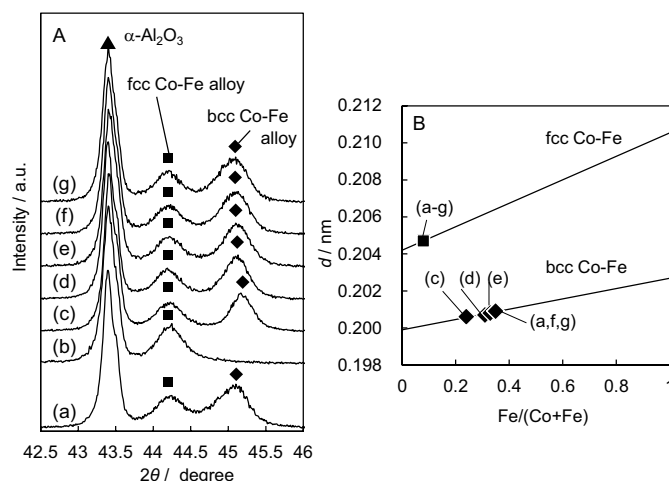 A
α-Al2O3
fcc Co-Fe alloy
bcc Co-Fe
alloy
(g)
(f)
(e)
(d)
(c)
(b)
(a)
Intensity / a.u.
42.5 43 43.5 44 44.5 45 45.5 46
2θ / degree
B
0.212
0.210
0.208
0.206
0.204
0.202
0.200
0.198
d / nm
fcc Co-Fe
(a-g)
bcc Co-Fe
(c) (d) (e)
(a,f,g)
0 0.2 0.4 0.6 0.8 1
Fe/(Co+Fe)